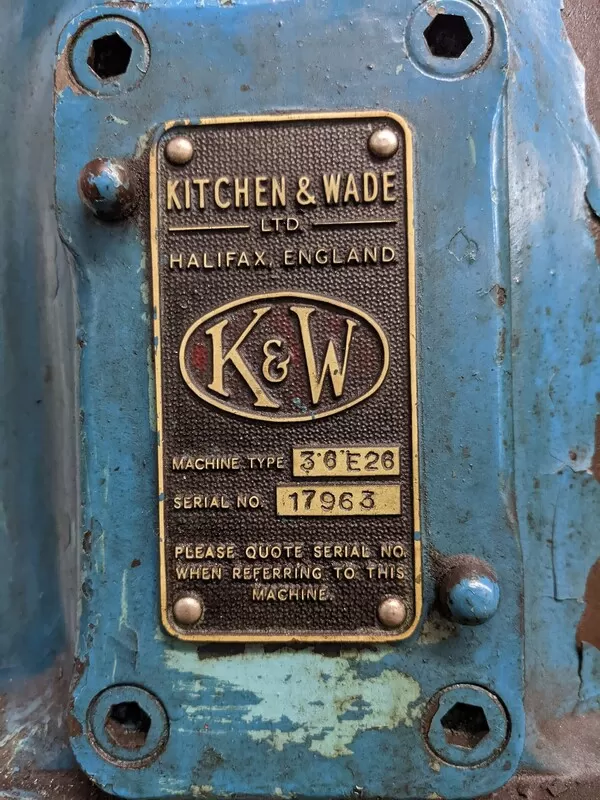 KITCHEN & WADE
LTD.
HALIFAX, ENGLAND
K&W
MACHINE TYPE 3'6"E26
SERIAL NO. 17963
PLEASE QUOTE SERIAL NO.
WHEN REFERRING TO THIS
MACHINE.